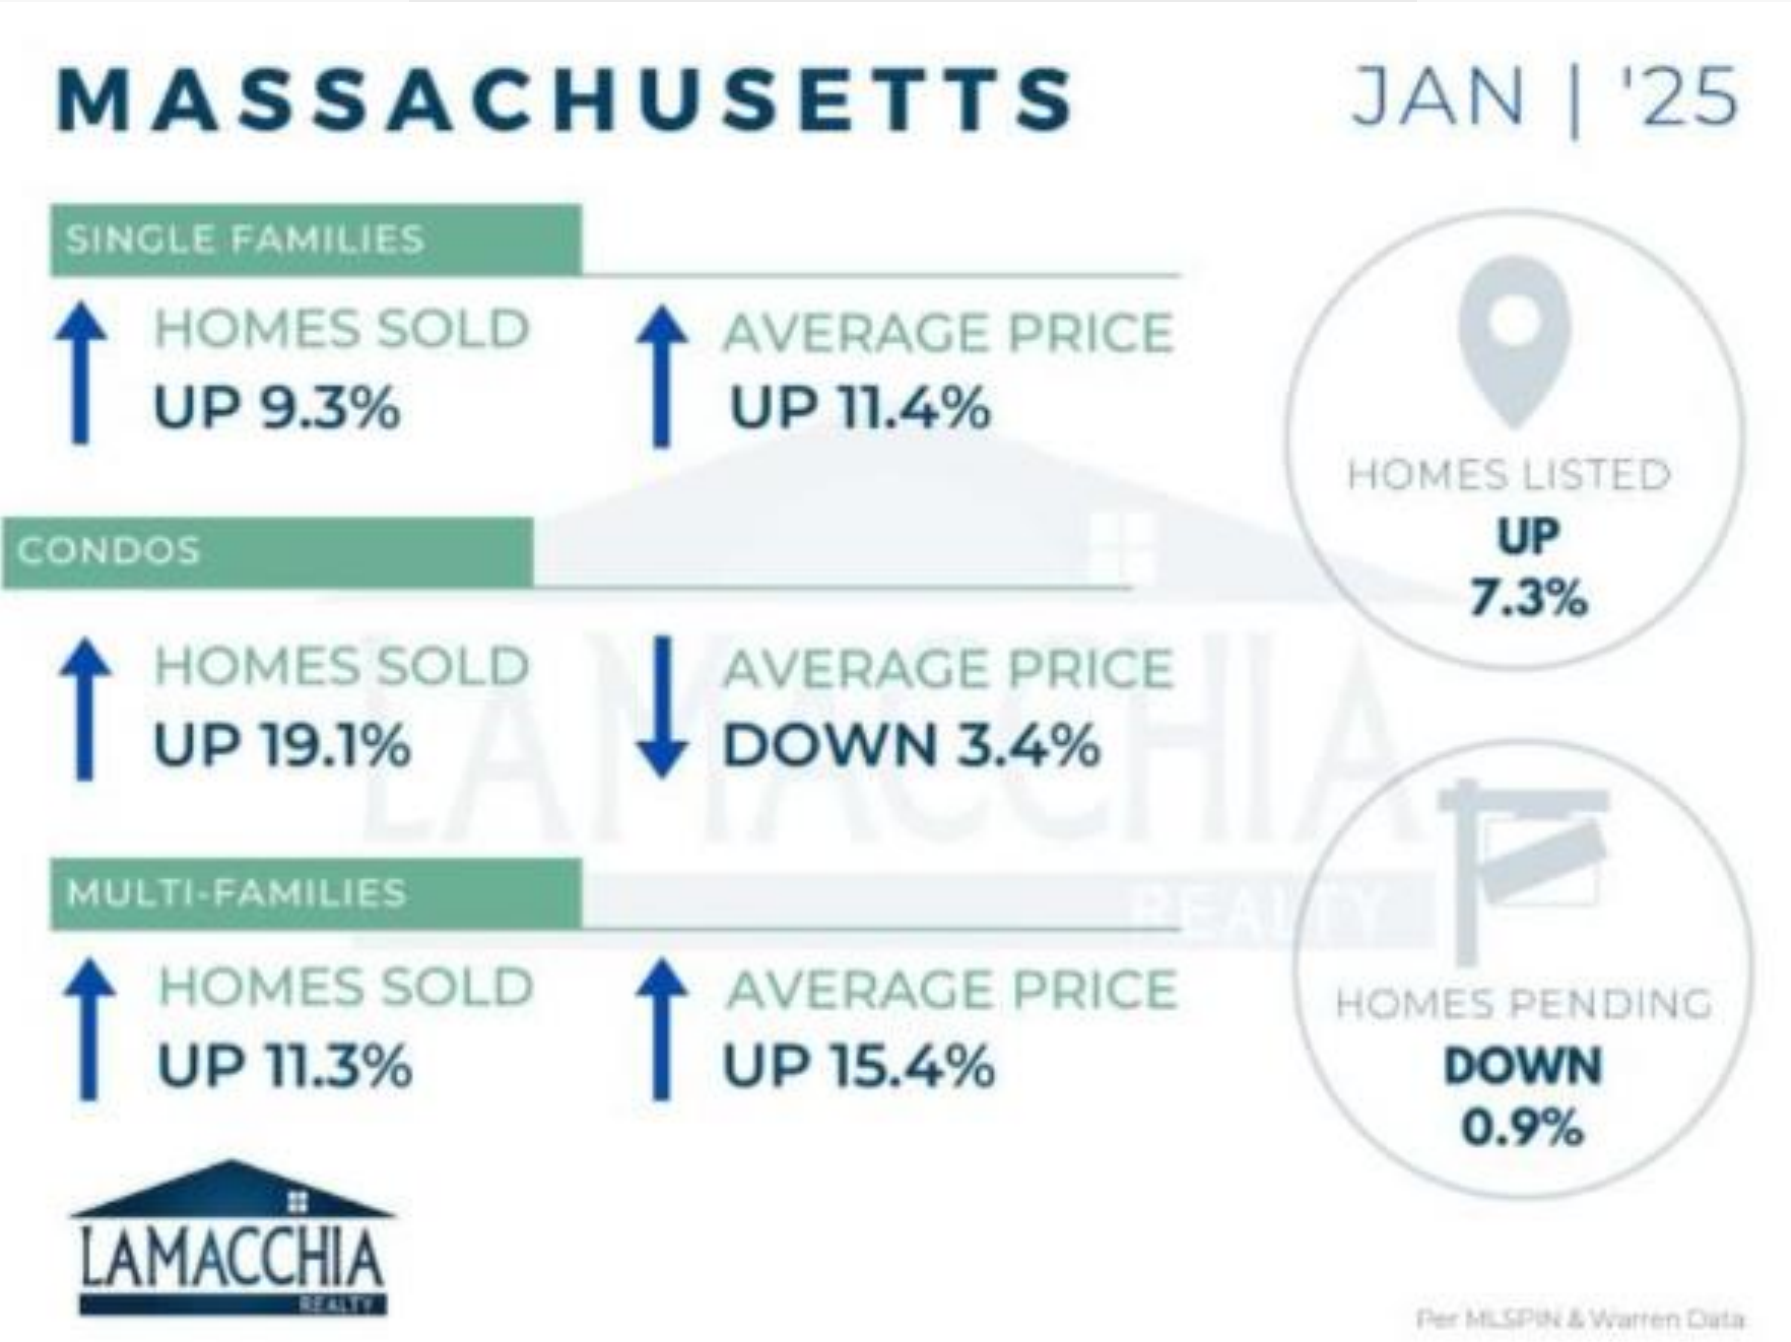 MASSACHUSETTS
JAN | '25
SINGLE FAMILIES
HOMES SOLD
UP 9.3%
AVERAGE PRICE
UP 11.4%
CONDOS
HOMES SOLD
UP 19.1%
AVERAGE PRICE
DOWN 3.4%
MULTI-FAMILIES
HOMES SOLD
UP 11.3%
AVERAGE PRICE
UP 15.4%
HOMES LISTED
UP
7.3%
HOMES PENDING
DOWN
0.9%
LAMACCHIA
REALTY
LAMACCHIA
REALTY
Per MLSPIN & Warren Data